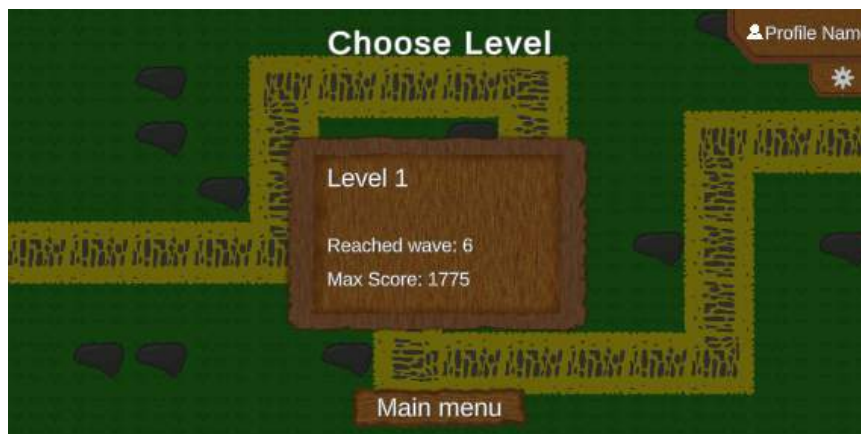 Choose Level
Profile Nam
Level 1
Reached wave: 6
Max Score: 1775
Main menu